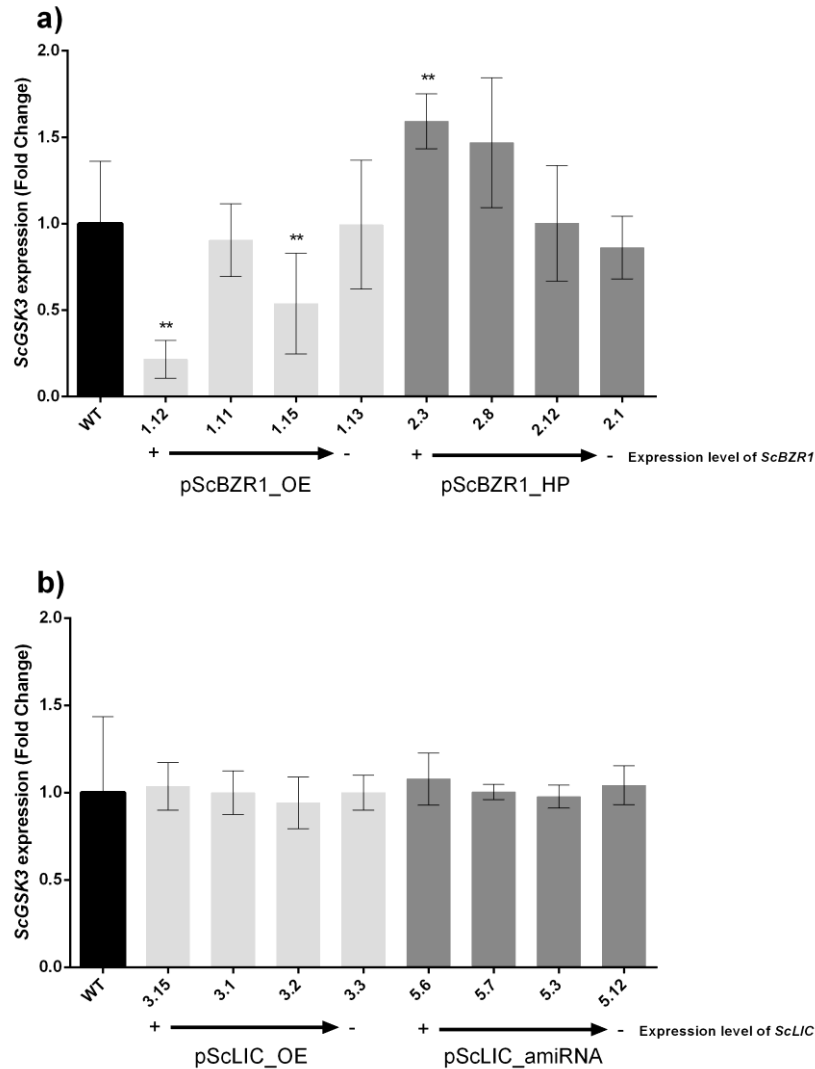 a)
ScGSK3 expression (Fold Change)
2.0
1.5
1.0
0.5
0.0
** ** **
WT 1.12 1.11 1.15 1.13 2.3 2.8 2.12 2.1
+ - + - Expression level of ScBZR1
pScBZR1_OE pScBZR1_HP
b)
ScGSK3 expression (Fold Change)
2.0
1.5
1.0
0.5
0.0
WT 3.15 3.1 3.2 3.3 5.6 5.7 5.3 5.12
+ - + - Expression level of ScLIC
pScLIC_OE pScLIC_amiRNA